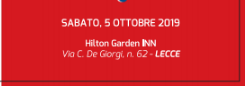 SABATO, 5 OTTOBRE 2019
Hilton Garden INN
Via C. De Giorgi, n. 62 - LECCE